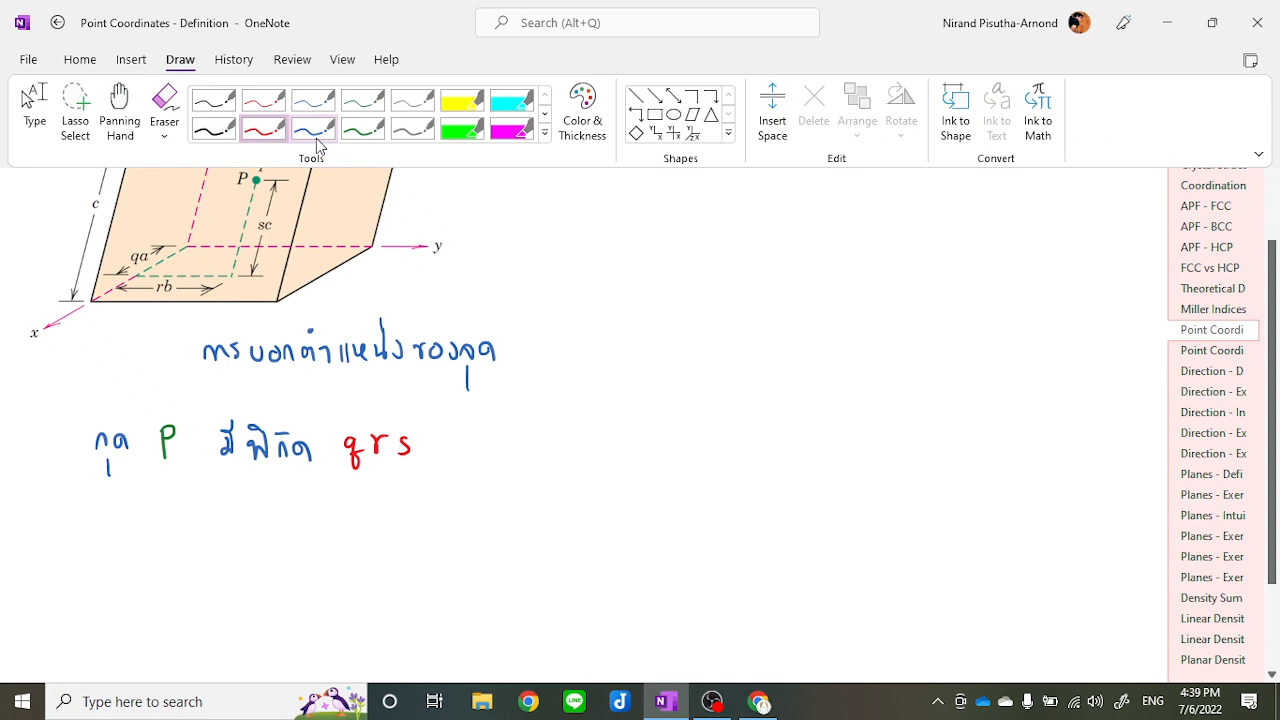 Point Coordinates - Definition - OneNote
Search (Alt+Q)
Nirand Pisutha-Arnond
File Home Insert Draw History Review View Help
Type
Lasso Select
Panning Hand
Eraser
Color & Thickness
Insert Space
Delete
Arrange
Rotate
Ink to Shape
Ink to Text
Ink to Math
Tools Shapes Edit Convert
P
c
sc
qa
rb
y
x
การบอกตำแหน่งของจุด
จุด P มีพิกัด q r s
Coordination
APF - FCC
APF - BCC
APF - HCP
FCC vs HCP
Theoretical D
Miller Indices
Point Coordi
Point Coordi
Direction - D
Direction - Ex
Direction - In
Direction - Ex
Direction - Ex
Planes - Defi
Planes - Exer
Planes - Intui
Planes - Exer
Planes - Exer
Planes - Exer
Density Sum
Linear Densit
Linear Densit
Planar Densit
Type here to search
ENG
4:39 PM
7/6/2022